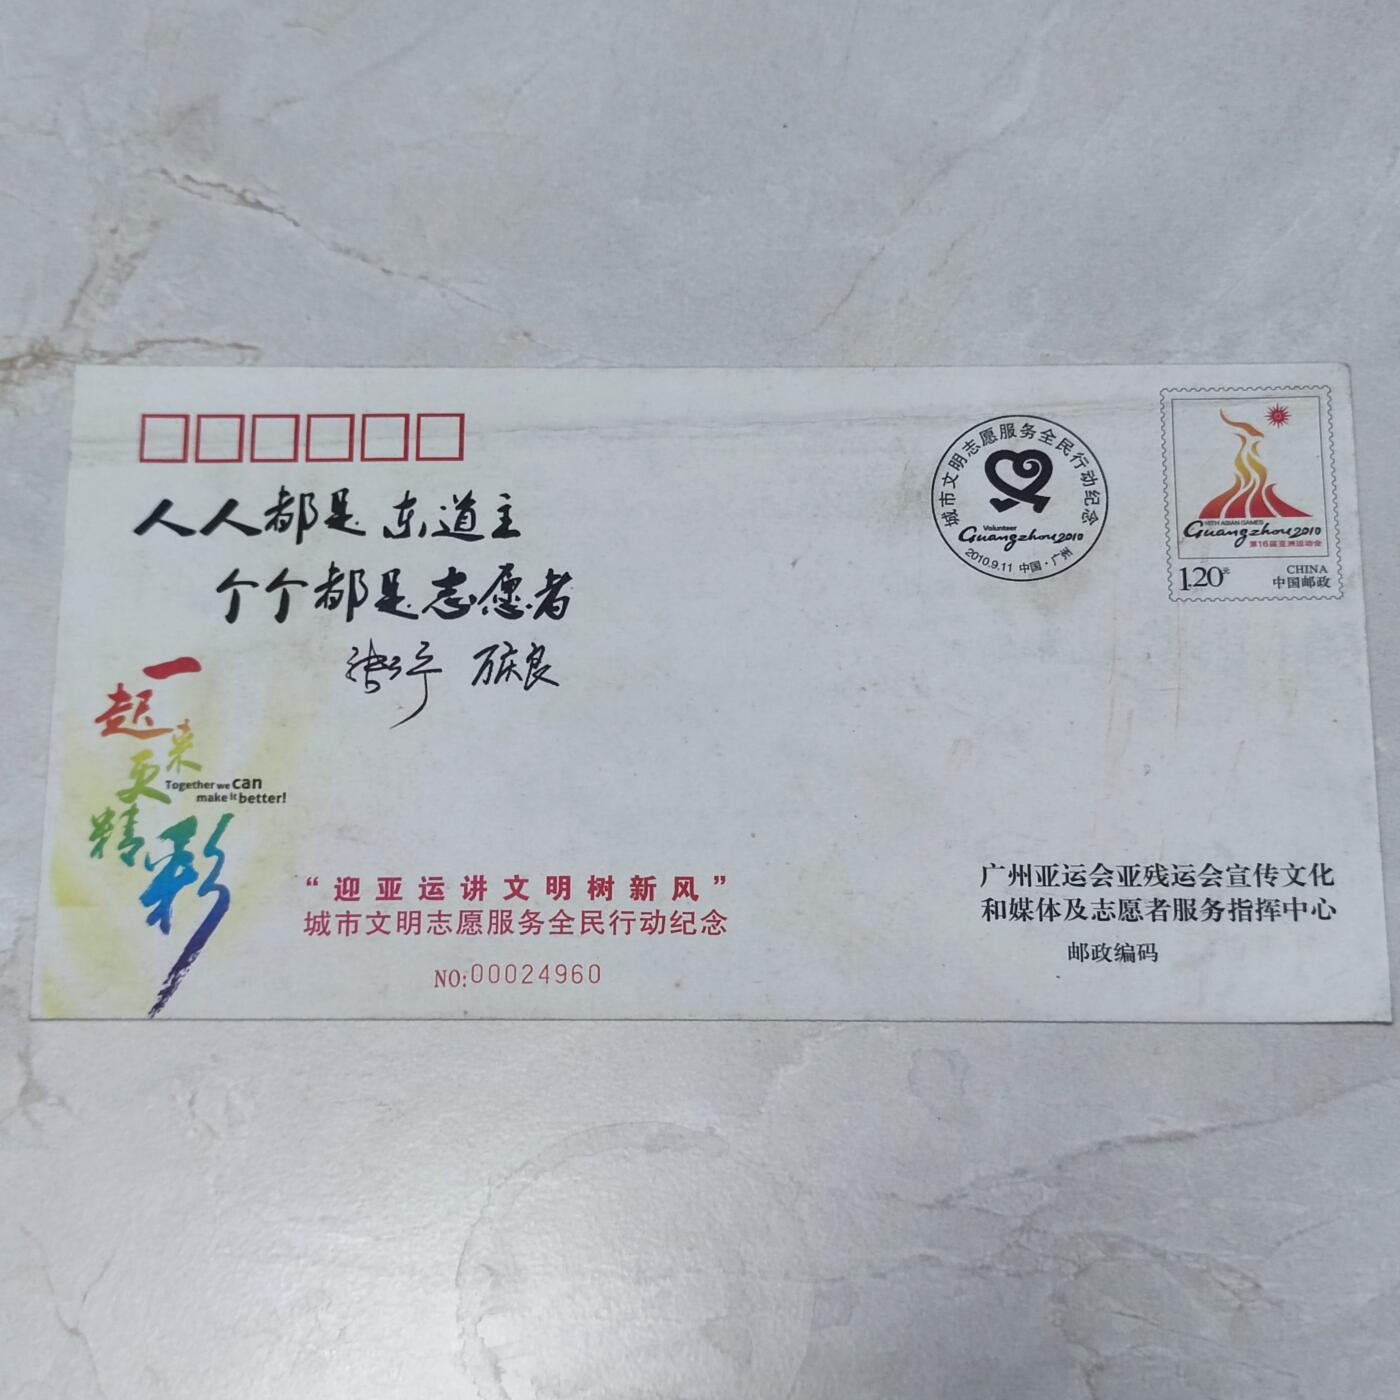 人人都是东道主
个个都是志愿者
张广宁 万庆良
一起来更精彩
Together we can
make it better!
“迎亚运讲文明树新风”
城市文明志愿服务全民行动纪念
NO:00024960
城市文明志愿服务全民行动纪念
Volunteer
Guangzhou2010
2010.9.11 中国·广州
16TH ASIAN GAMES
Guangzhou2010
第16届亚洲运动会
1.20元
CHINA
中国邮政
广州亚运会亚残运会宣传文化
和媒体及志愿者服务指挥中心
邮政编码